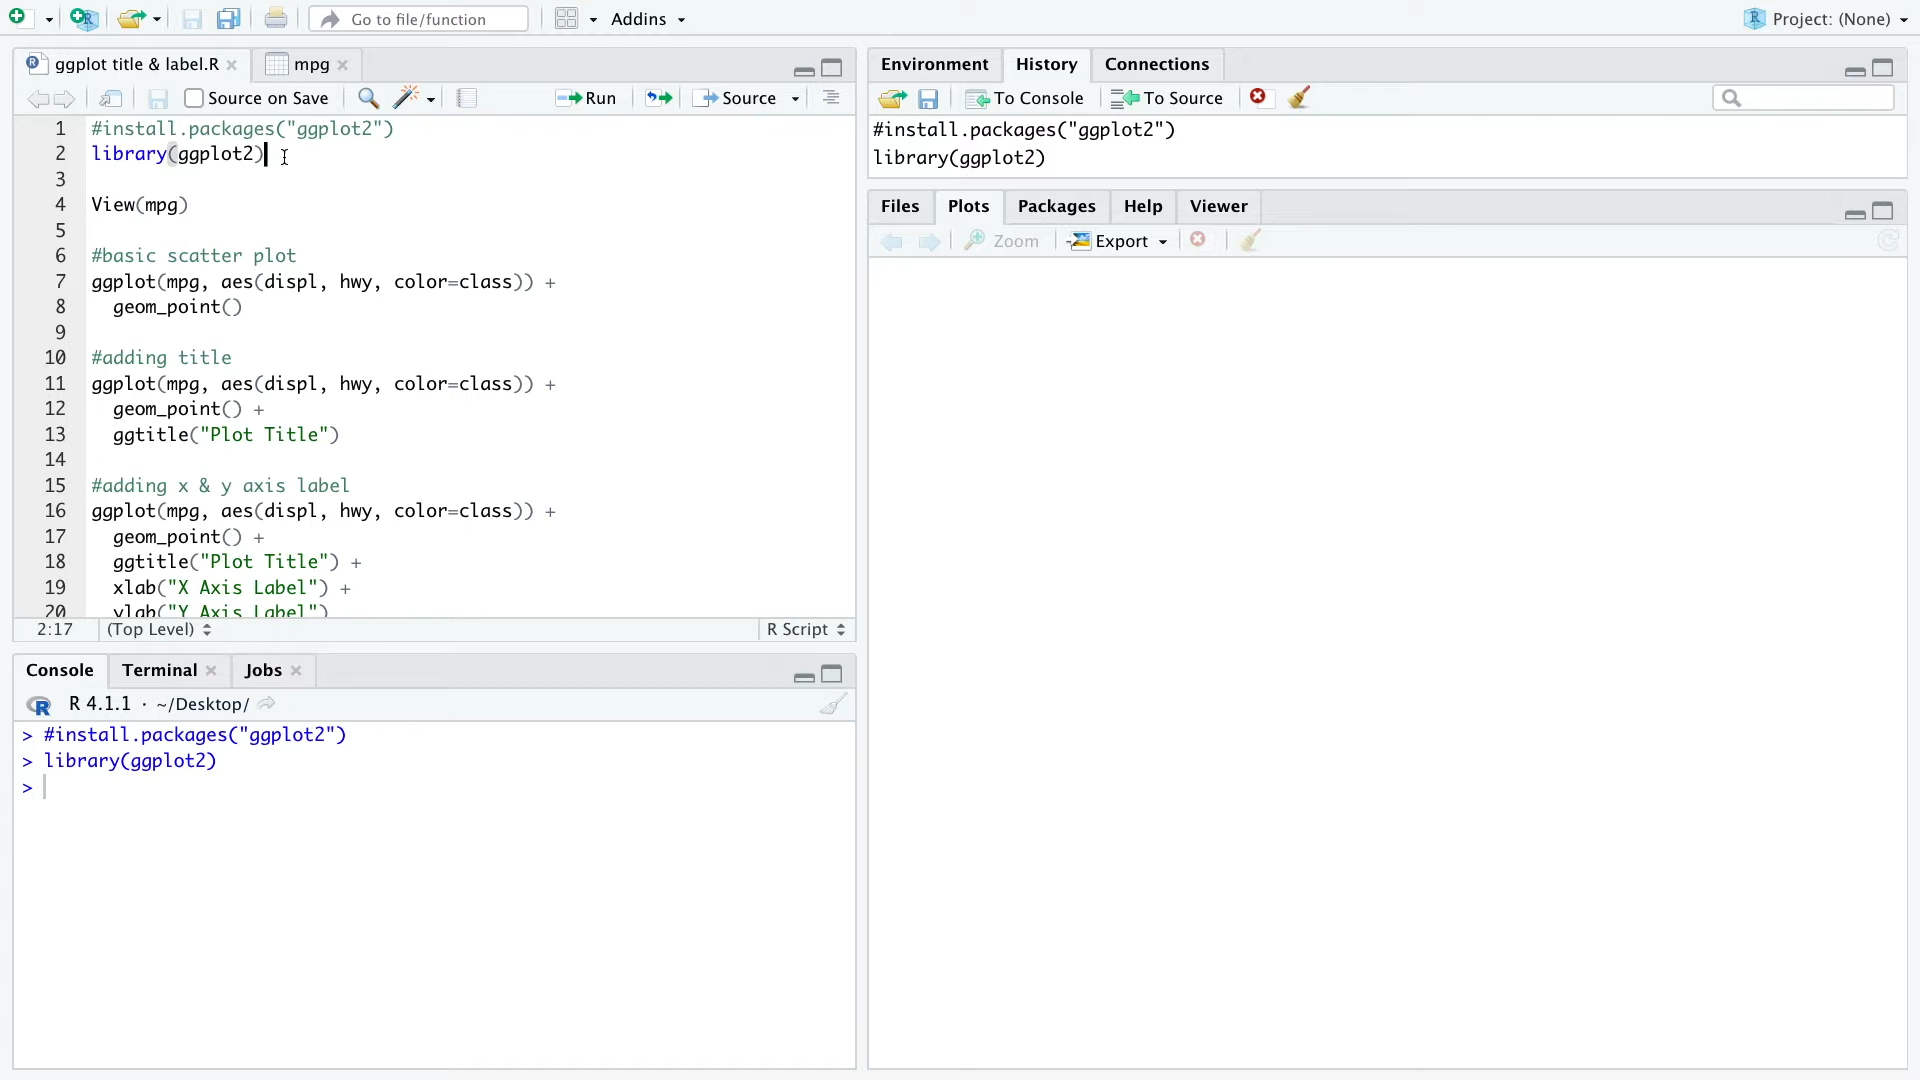 Go to file/function
Addins
Project: (None)
ggplot title & label.R
mpg
Source on Save
Run
Source
1 #install.packages("ggplot2")
2 library(ggplot2)
3
4 View(mpg)
5
6 #basic scatter plot
7 ggplot(mpg, aes(displ, hwy, color=class)) +
8 geom_point()
9
10 #adding title
11 ggplot(mpg, aes(displ, hwy, color=class)) +
12 geom_point() +
13 ggtitle("Plot Title")
14
15 #adding x & y axis label
16 ggplot(mpg, aes(displ, hwy, color=class)) +
17 geom_point() +
18 ggtitle("Plot Title") +
19 xlab("X Axis Label") +
20 ylab("Y Axis Label")
2:17 (Top Level) R Script
Console Terminal Jobs
R 4.1.1 · ~/Desktop/
> #install.packages("ggplot2")
> library(ggplot2)
>
Environment History Connections
To Console To Source
#install.packages("ggplot2")
library(ggplot2)
Files Plots Packages Help Viewer
Zoom Export